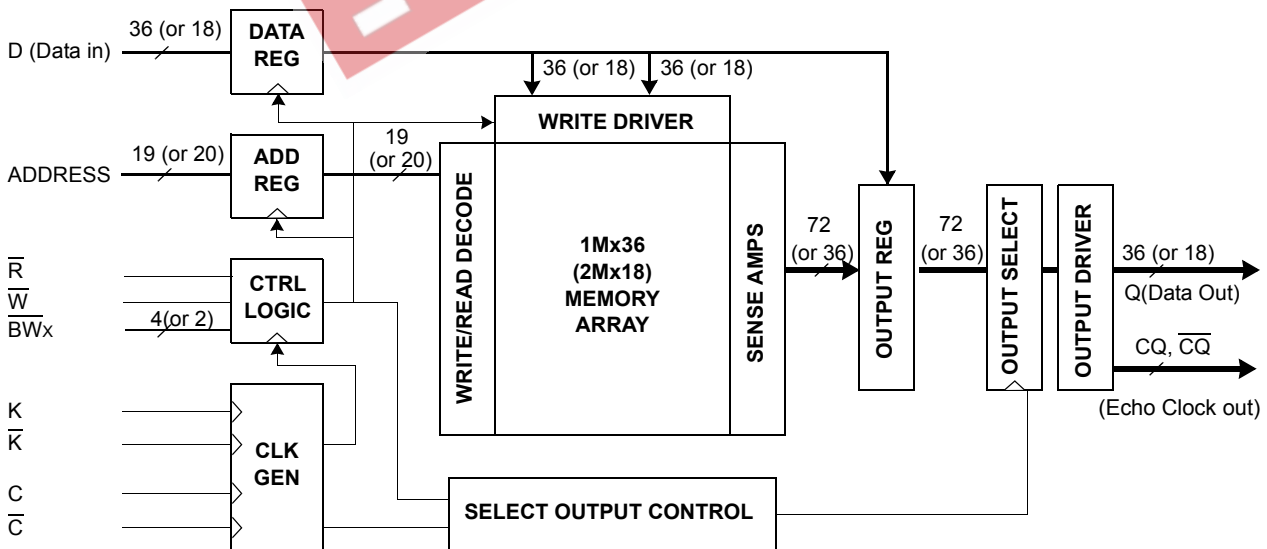 D (Data in)
36 (or 18)
DATA
REG
36 (or 18)
36 (or 18)
WRITE DRIVER
ADDRESS
19 (or 20)
ADD
REG
19
(or 20)
WRITE/READ DECODE
1Mx36
(2Mx18)
MEMORY
ARRAY
SENSE AMPS
72
(or 36)
OUTPUT REG
72
(or 36)
OUTPUT SELECT
OUTPUT DRIVER
36 (or 18)
Q(Data Out)
CQ, C̅Q̅
(Echo Clock out)
R̅
W̅
B̅W̅x
4(or 2)
CTRL
LOGIC
K
K̅
C
C̅
CLK
GEN
SELECT OUTPUT CONTROL